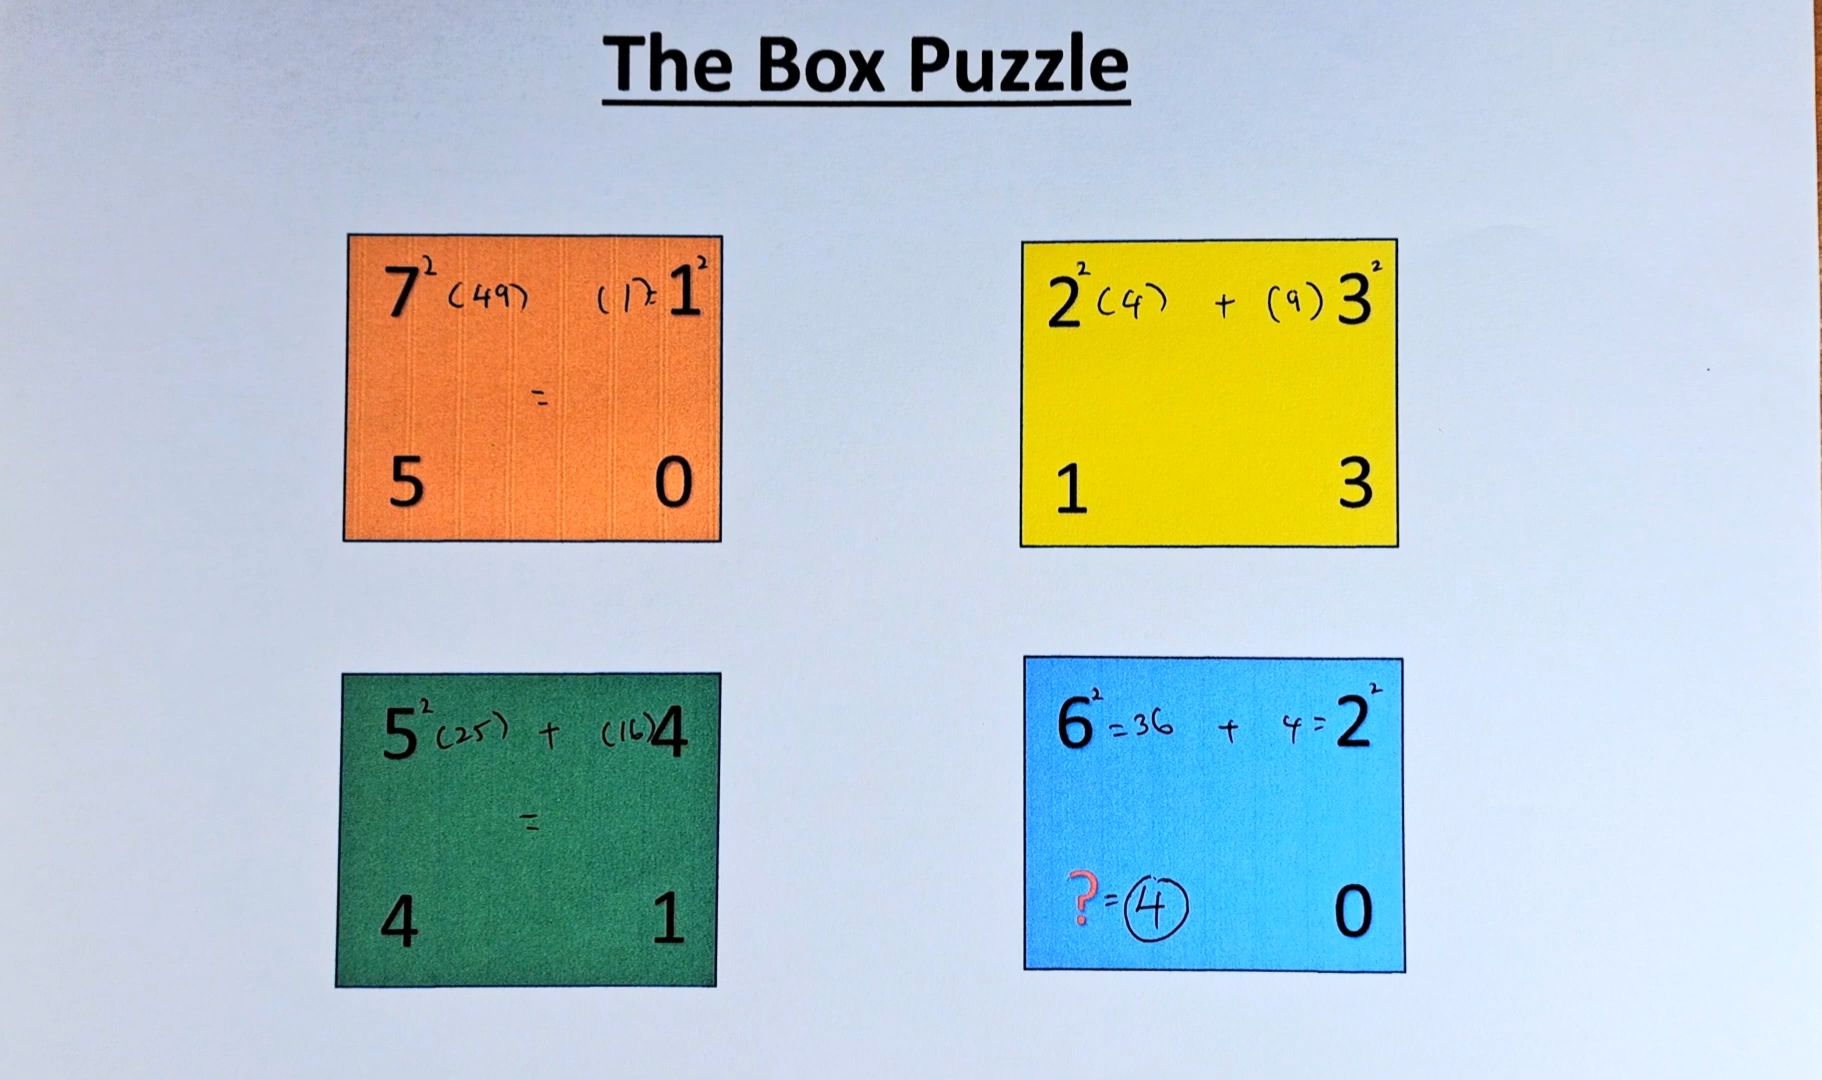 The Box Puzzle
7² (49) (1)= 1²
=
5 0
2² (4) + (9) 3²
1 3
5² (25) + (16) 4
=
4 1
6² = 36 + 4 = 2²
? = 4 0